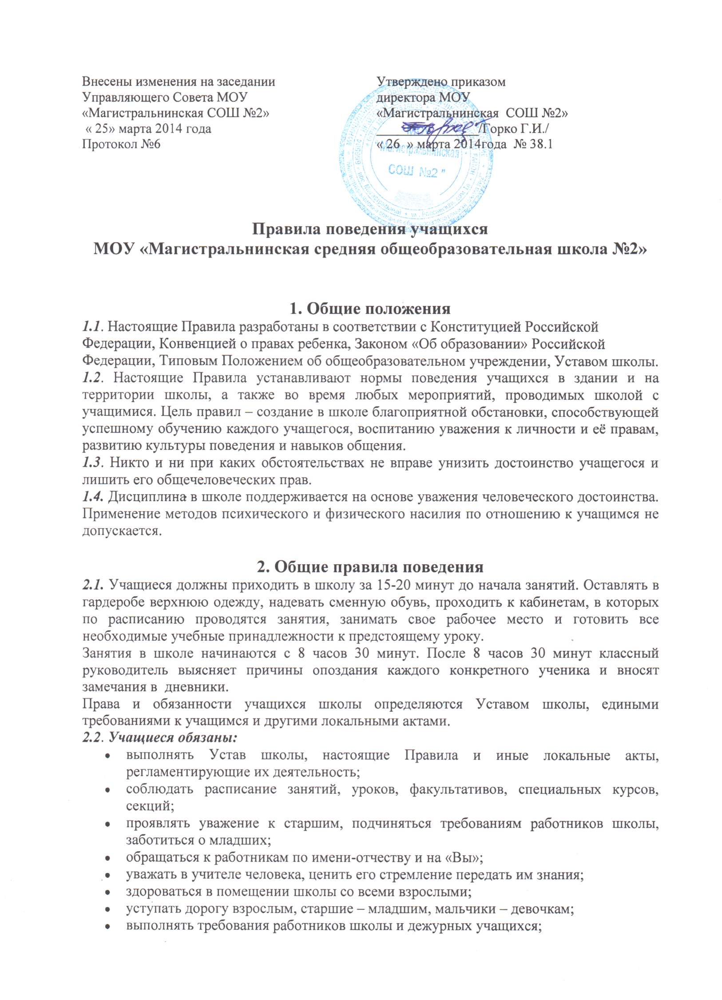 Внесены изменения на заседании
Управляющего Совета МОУ
«Магистральнинская СОШ №2»
« 25» марта 2014 года
Протокол №6
Утверждено приказом
директора МОУ
«Магистральнинская СОШ №2»
/Горко Г.И./
« 26 » марта 2014года № 38.1
"Магистральнинская
СОШ №2"
Правила поведения учащихся
МОУ «Магистральнинская средняя общеобразовательная школа №2»
1. Общие положения
1.1. Настоящие Правила разработаны в соответствии с Конституцией Российской
Федерации, Конвенцией о правах ребенка, Законом «Об образовании» Российской
Федерации, Типовым Положением об общеобразовательном учреждении, Уставом школы.
1.2. Настоящие Правила устанавливают нормы поведения учащихся в здании и на
территории школы, а также во время любых мероприятий, проводимых школой с
учащимися. Цель правил – создание в школе благоприятной обстановки, способствующей
успешному обучению каждого учащегося, воспитанию уважения к личности и её правам,
развитию культуры поведения и навыков общения.
1.3. Никто и ни при каких обстоятельствах не вправе унизить достоинство учащегося и
лишить его общечеловеческих прав.
1.4. Дисциплина в школе поддерживается на основе уважения человеческого достоинства.
Применение методов психического и физического насилия по отношению к учащимся не
допускается.
2. Общие правила поведения
2.1. Учащиеся должны приходить в школу за 15-20 минут до начала занятий. Оставлять в
гардеробе верхнюю одежду, надевать сменную обувь, проходить к кабинетам, в которых
по расписанию проводятся занятия, занимать свое рабочее место и готовить все
необходимые учебные принадлежности к предстоящему уроку.
Занятия в школе начинаются с 8 часов 30 минут. После 8 часов 30 минут классный
руководитель выясняет причины опоздания каждого конкретного ученика и вносят
замечания в дневники.
Права и обязанности учащихся школы определяются Уставом школы, едиными
требованиями к учащимся и другими локальными актами.
2.2. Учащиеся обязаны:
• выполнять Устав школы, настоящие Правила и иные локальные акты,
регламентирующие их деятельность;
• соблюдать расписание занятий, уроков, факультативов, специальных курсов,
секций;
• проявлять уважение к старшим, подчиняться требованиям работников школы,
заботиться о младших;
• обращаться к работникам по имени-отчеству и на «Вы»;
• уважать в учителе человека, ценить его стремление передать им знания;
• здороваться в помещении школы со всеми взрослыми;
• уступать дорогу взрослым, старшие – младшим, мальчики – девочкам;
• выполнять требования работников школы и дежурных учащихся;